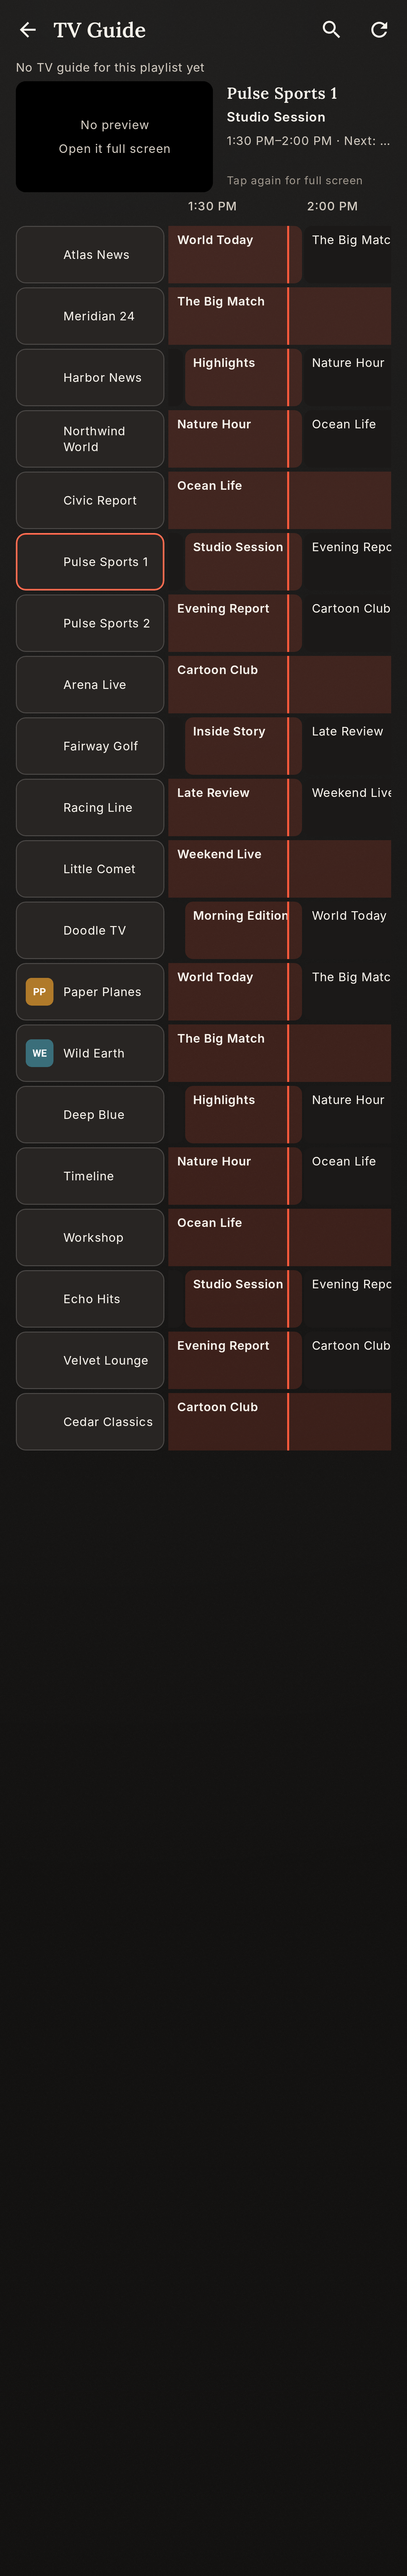 TV Guide
No TV guide for this playlist yet
No preview
Open it full screen
Pulse Sports 1
Studio Session
1:30 PM–2:00 PM · Next: ...
Tap again for full screen
1:30 PM
2:00 PM
Atlas News
World Today
The Big Matc
Meridian 24
The Big Match
Harbor News
Highlights
Nature Hour
Northwind
World
Nature Hour
Ocean Life
Civic Report
Ocean Life
Pulse Sports 1
Studio Session
Evening Repo
Pulse Sports 2
Evening Report
Cartoon Club
Arena Live
Cartoon Club
Fairway Golf
Inside Story
Late Review
Racing Line
Late Review
Weekend Live
Little Comet
Weekend Live
Doodle TV
Morning Edition
World Today
PP
Paper Planes
World Today
The Big Matc
WE
Wild Earth
The Big Match
Deep Blue
Highlights
Nature Hour
Timeline
Nature Hour
Ocean Life
Workshop
Ocean Life
Echo Hits
Studio Session
Evening Repo
Velvet Lounge
Evening Report
Cartoon Club
Cedar Classics
Cartoon Club